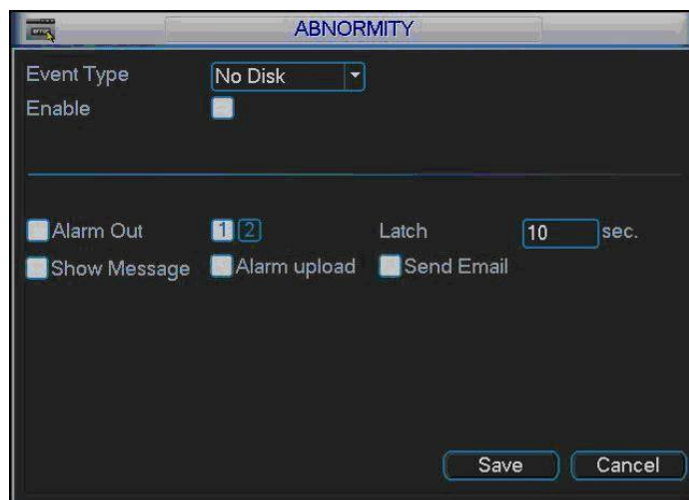 ABNORMITY
Event Type No Disk
Enable
Alarm Out 1 2 Latch 10 sec.
Show Message Alarm upload Send Email
Save Cancel